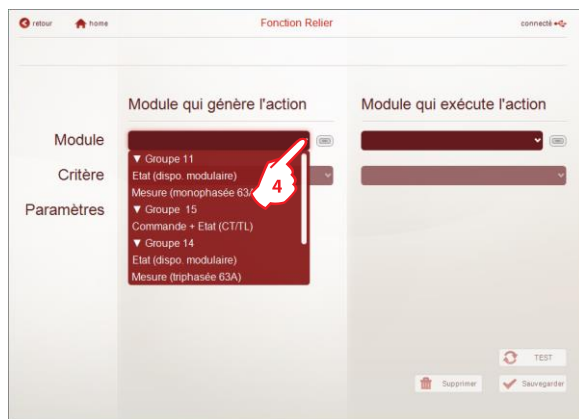 retour home Fonction Relier connecté
Module qui génère l'action Module qui exécute l'action
Module
▼ Groupe 11
Critère Etat (dispo. modulaire)
Mesure (monophasée 63A
4
Paramètres ▼ Groupe 15
Commande + Etat (CT/TL)
▼ Groupe 14
Etat (dispo. modulaire)
Mesure (triphasée 63A)
TEST
Supprimer Sauvegarder